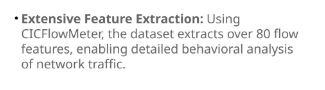 • Extensive Feature Extraction: Using
CICFlowMeter, the dataset extracts over 80 flow
features, enabling detailed behavioral analysis
of network traffic.